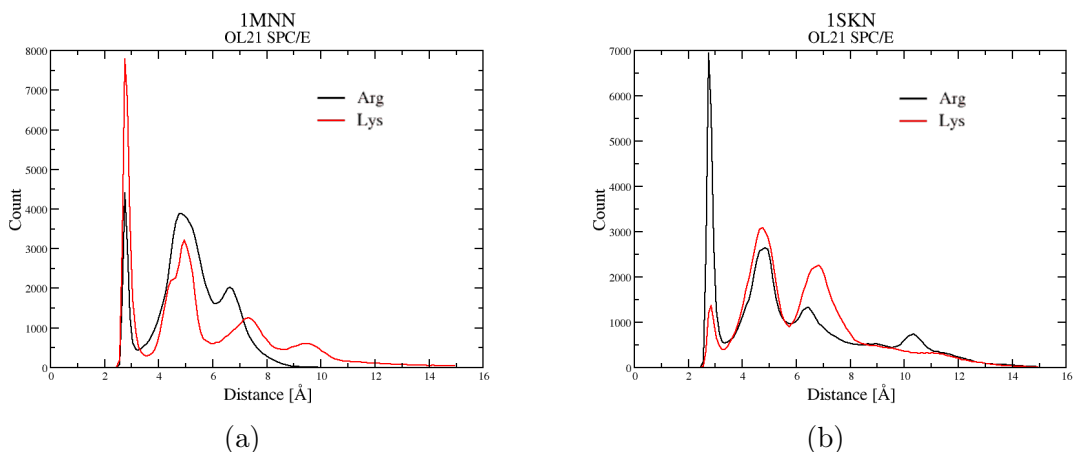 1MNN
OL21 SPC/E
8000
7000
6000
5000
4000
3000
2000
1000
0
Count
Arg
Lys
0 2 4 6 8 10 12 14 16
Distance [Å]
(a)
1SKN
OL21 SPC/E
7000
6000
5000
4000
3000
2000
1000
0
Count
Arg
Lys
0 2 4 6 8 10 12 14 16
Distance [Å]
(b)